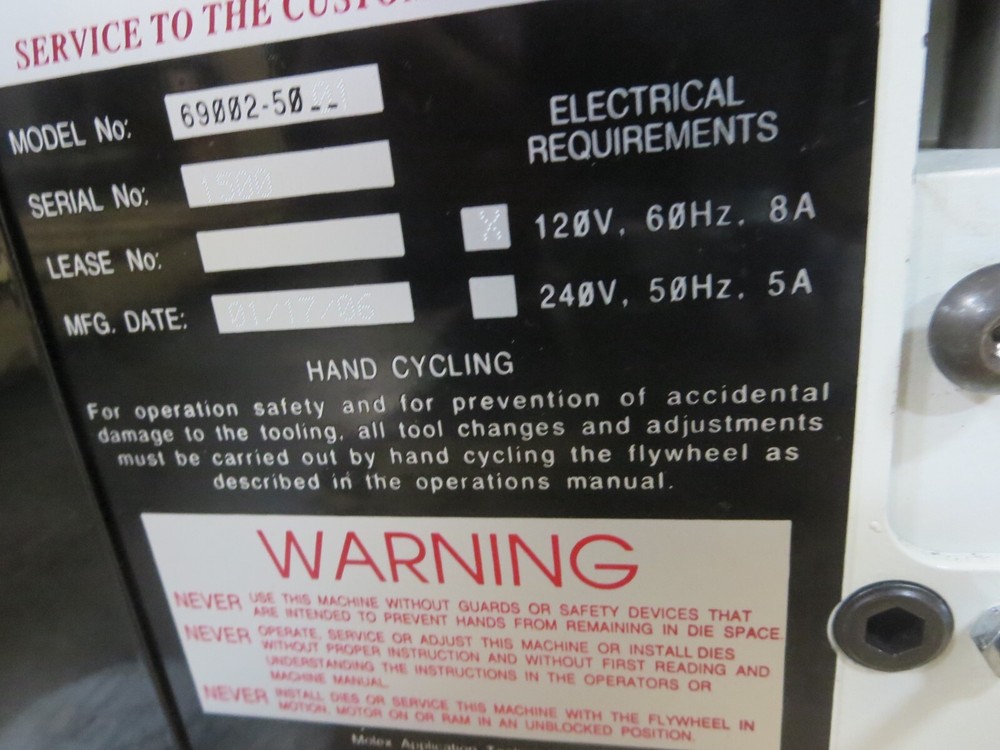 SERVICE TO THE
MODEL No: 69002-50_ _
SERIAL No: 1500
LEASE No:
MFG. DATE: 01/17/06
ELECTRICAL
REQUIREMENTS
X 120V, 60Hz. 8A
240V, 50Hz. 5A
HAND CYCLING
For operation safety and for prevention of accidental
damage to the tooling, all tool changes and adjustments
must be carried out by hand cycling the flywheel as
described in the operations manual.
WARNING
NEVER USE THIS MACHINE WITHOUT GUARDS OR SAFETY DEVICES THAT
ARE INTENDED TO PREVENT HANDS FROM REMAINING IN DIE SPACE.
NEVER OPERATE, SERVICE OR ADJUST THIS MACHINE OR INSTALL DIES
WITHOUT PROPER INSTRUCTION AND WITHOUT FIRST READING AND
UNDERSTANDING THE INSTRUCTIONS IN THE OPERATORS OR
MACHINE MANUAL.
NEVER INSTALL DIES OR SERVICE THIS MACHINE WITH THE FLYWHEEL IN
MOTION, MOTOR ON OR RAM IN AN UNBLOCKED POSITION.
Molex Application